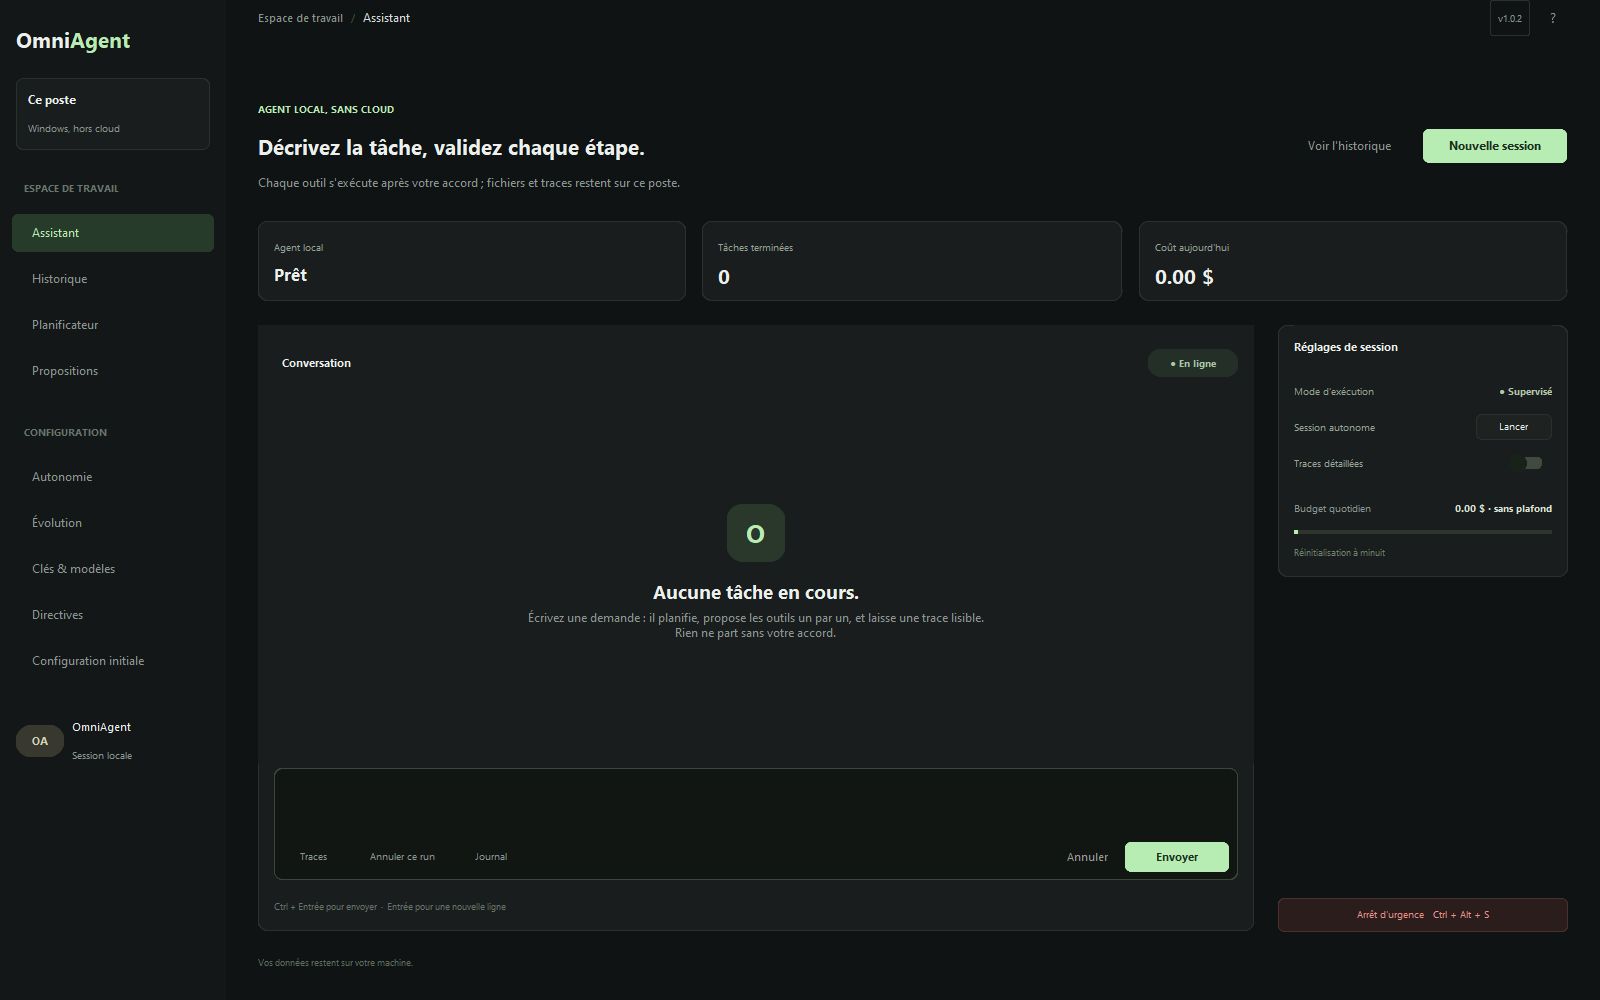 OmniAgent
Ce poste
Windows, hors cloud
ESPACE DE TRAVAIL
Assistant
Historique
Planificateur
Propositions
CONFIGURATION
Autonomie
Évolution
Clés & modèles
Directives
Configuration initiale
OA
OmniAgent
Session locale
Espace de travail / Assistant
v1.0.2
?
AGENT LOCAL, SANS CLOUD
Décrivez la tâche, validez chaque étape.
Chaque outil s'exécute après votre accord ; fichiers et traces restent sur ce poste.
Voir l'historique
Nouvelle session
Agent local
Prêt
Tâches terminées
0
Coût aujourd'hui
0.00 $
Conversation
● En ligne
O
Aucune tâche en cours.
Écrivez une demande : il planifie, propose les outils un par un, et laisse une trace lisible.
Rien ne part sans votre accord.
Traces
Annuler ce run
Journal
Annuler
Envoyer
Ctrl + Entrée pour envoyer · Entrée pour une nouvelle ligne
Réglages de session
Mode d'exécution
● Supervisé
Session autonome
Lancer
Traces détaillées
Budget quotidien
0.00 $ · sans plafond
Réinitialisation à minuit
Arrêt d'urgence Ctrl + Alt + S
Vos données restent sur votre machine.